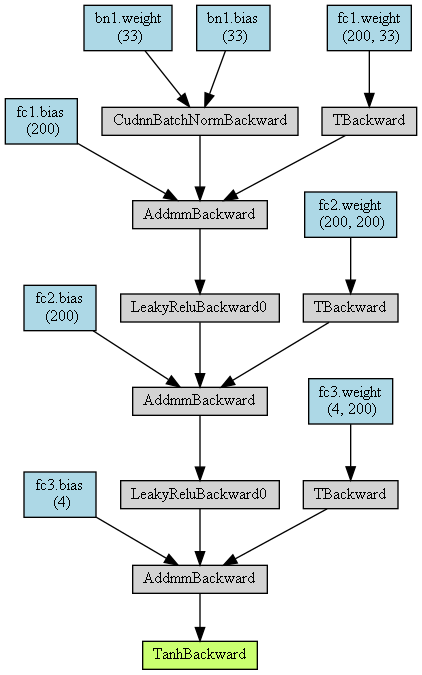 bn1.weight
(33)
bn1.bias
(33)
fc1.weight
(200, 33)
fc1.bias
(200)
CudnnBatchNormBackward
TBackward
AddmmBackward
fc2.weight
(200, 200)
fc2.bias
(200)
LeakyReluBackward0
TBackward
AddmmBackward
fc3.weight
(4, 200)
fc3.bias
(4)
LeakyReluBackward0
TBackward
AddmmBackward
TanhBackward